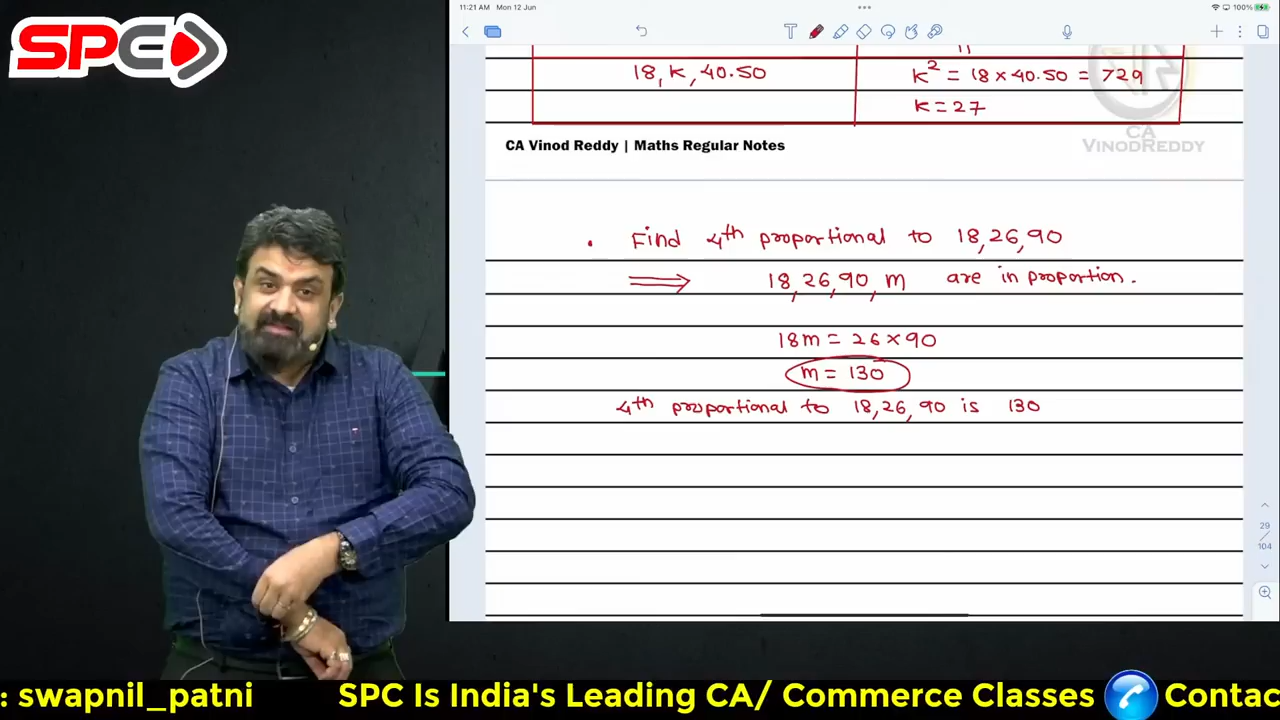 SPC
11:21 AM Mon 12 Jun
100%
18, K, 40.50
K² = 18 × 40.50 = 729
K = 27
CA Vinod Reddy | Maths Regular Notes
CA
VINODREDDY
. Find 4th proportional to 18, 26, 90
⟹ 18, 26, 90, m are in proportion.
18m = 26 × 90
m = 130
4th proportional to 18, 26, 90 is 130
29
/
104
: swapnil_patni SPC Is India's Leading CA/ Commerce Classes Contac